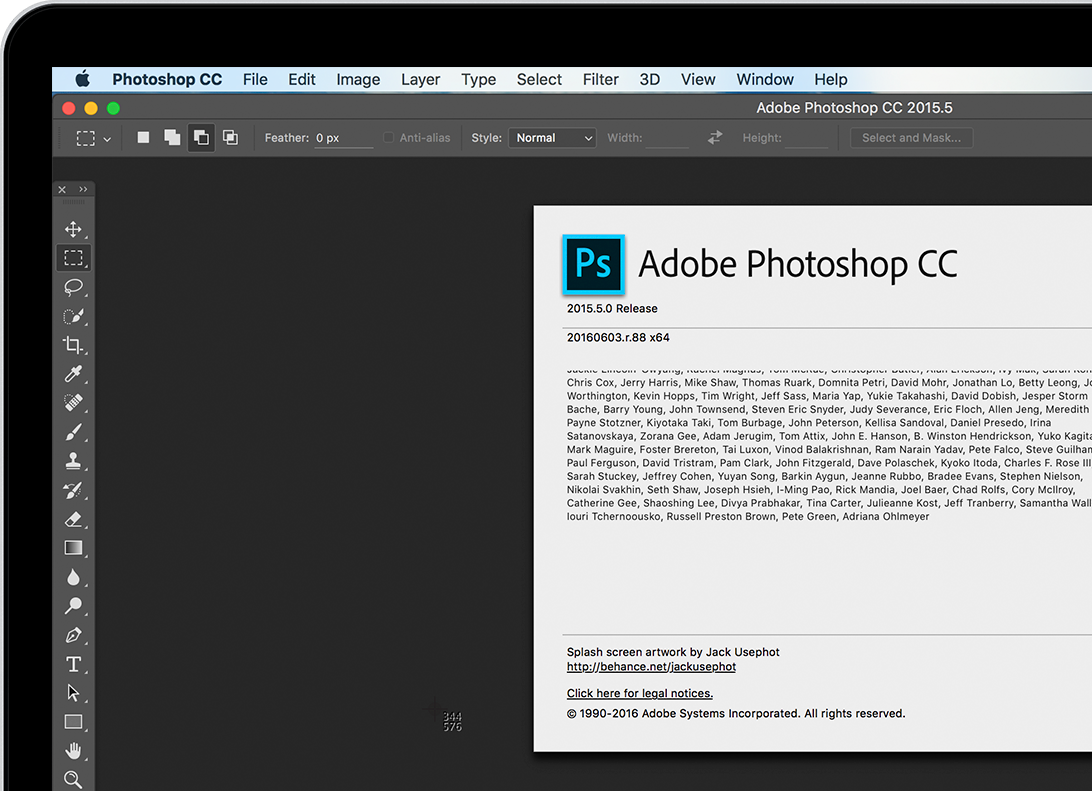 Photoshop CC File Edit Image Layer Type Select Filter 3D View Window Help
Adobe Photoshop CC 2015.5
Feather: 0 px Anti-alias Style: Normal Width: Height: Select and Mask...
Ps Adobe Photoshop CC
2015.5.0 Release
20160603.r.88 x64
Chris Cox, Jerry Harris, Mike Shaw, Thomas Ruark, Domnita Petri, David Mohr, Jonathan Lo, Betty Leong,
Worthington, Kevin Hopps, Tim Wright, Jeff Sass, Maria Yap, Yukie Takahashi, David Dobish, Jesper Storm
Bache, Barry Young, John Townsend, Steven Eric Snyder, Judy Severance, Eric Floch, Allen Jeng, Meredith
Payne Stotzner, Kiyotaka Taki, Tom Burbage, John Peterson, Kellisa Sandoval, Daniel Presedo, Irina
Satanovskaya, Zorana Gee, Adam Jerugim, Tom Attix, John E. Hanson, B. Winston Hendrickson, Yuko Kagita
Mark Maguire, Foster Brereton, Tai Luxon, Vinod Balakrishnan, Ram Narain Yadav, Pete Falco, Steve Guilham
Paul Ferguson, David Tristram, Pam Clark, John Fitzgerald, Dave Polaschek, Kyoko Itoda, Charles F. Rose III
Sarah Stuckey, Jeffrey Cohen, Yuyan Song, Barkin Aygun, Jeanne Rubbo, Bradee Evans, Stephen Nielson,
Nikolai Svakhin, Seth Shaw, Joseph Hsieh, I-Ming Pao, Rick Mandia, Joel Baer, Chad Rolfs, Cory McIlroy,
Catherine Gee, Shaoshing Lee, Divya Prabhakar, Tina Carter, Julieanne Kost, Jeff Tranberry, Samantha Wall
Iouri Tchernoousko, Russell Preston Brown, Pete Green, Adriana Ohlmeyer
Splash screen artwork by Jack Usephot
http://behance.net/jackusephot
Click here for legal notices.
344
576
© 1990-2016 Adobe Systems Incorporated. All rights reserved.